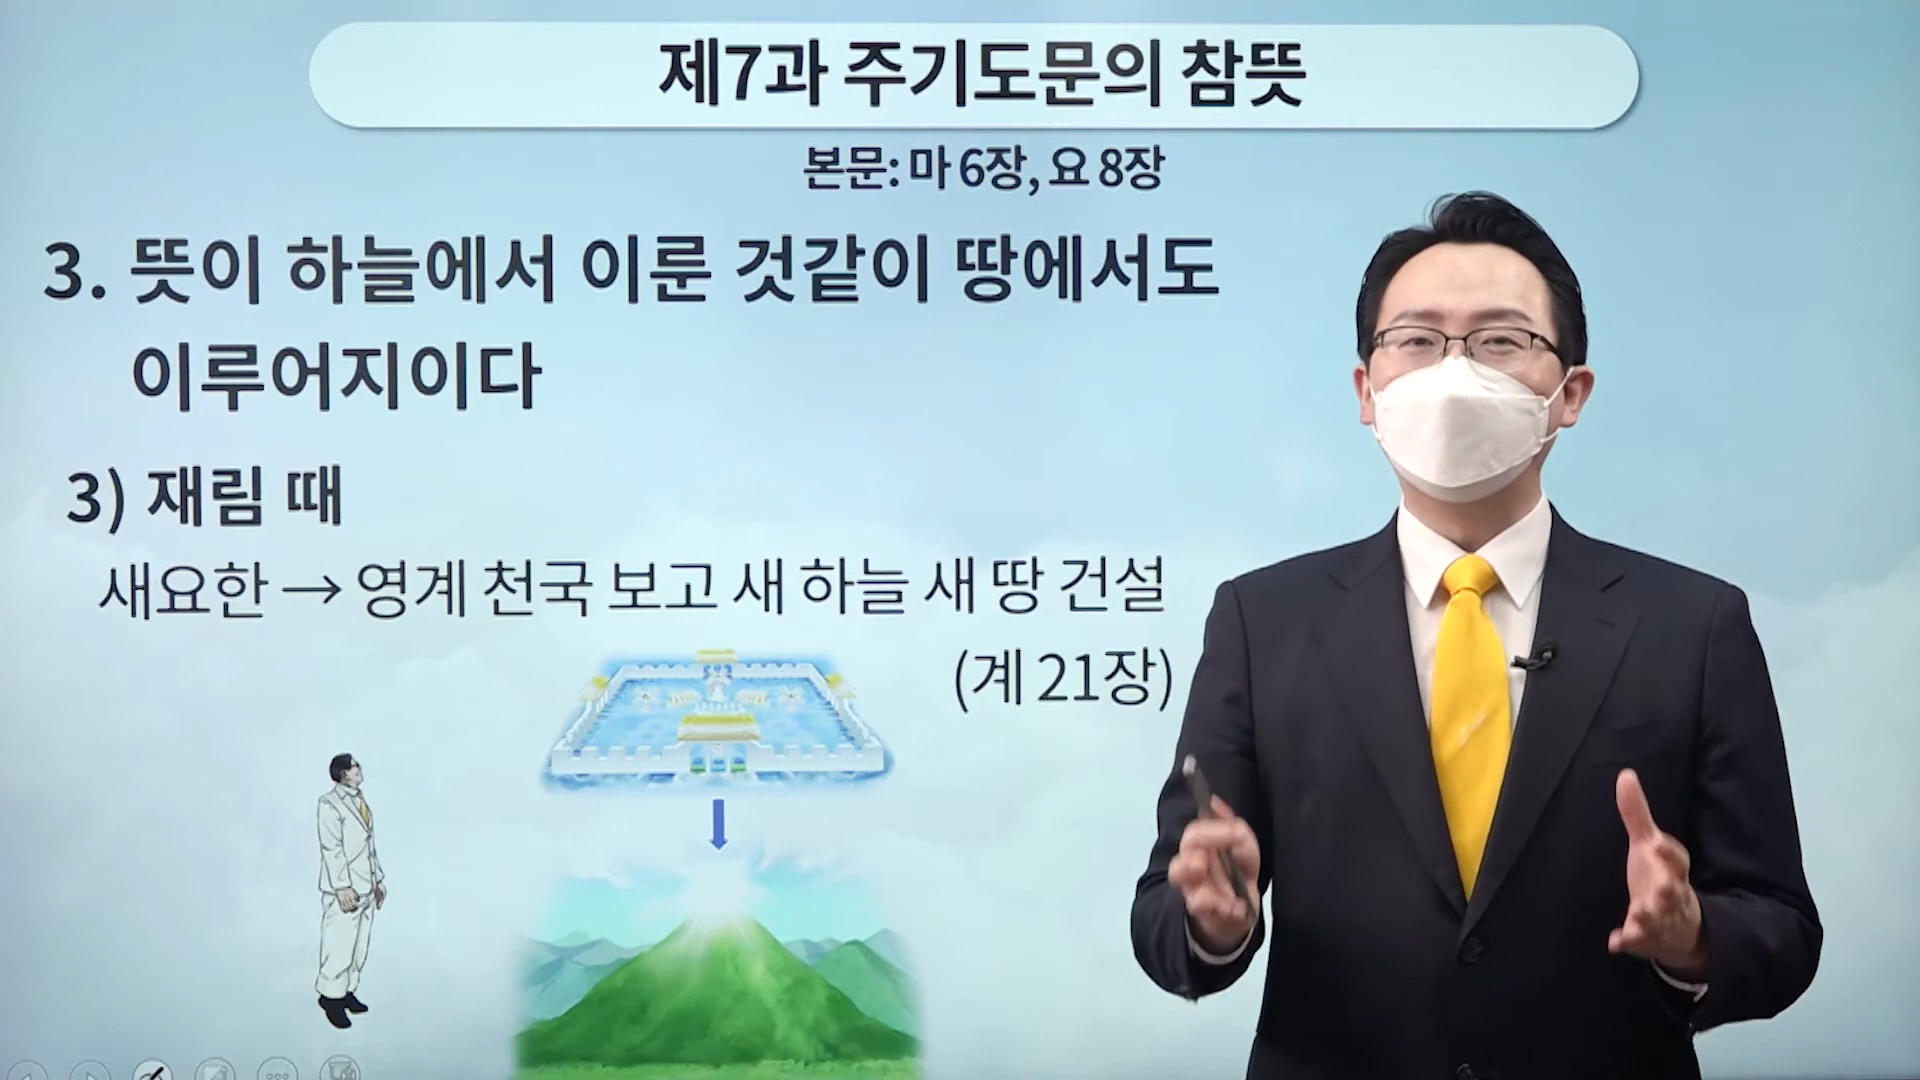 제7과 주기도문의 참뜻
본문: 마 6장, 요 8장
3. 뜻이 하늘에서 이룬 것같이 땅에서도
이루어지이다
3) 재림 때
새요한 → 영계 천국 보고 새 하늘 새 땅 건설
(계 21장)